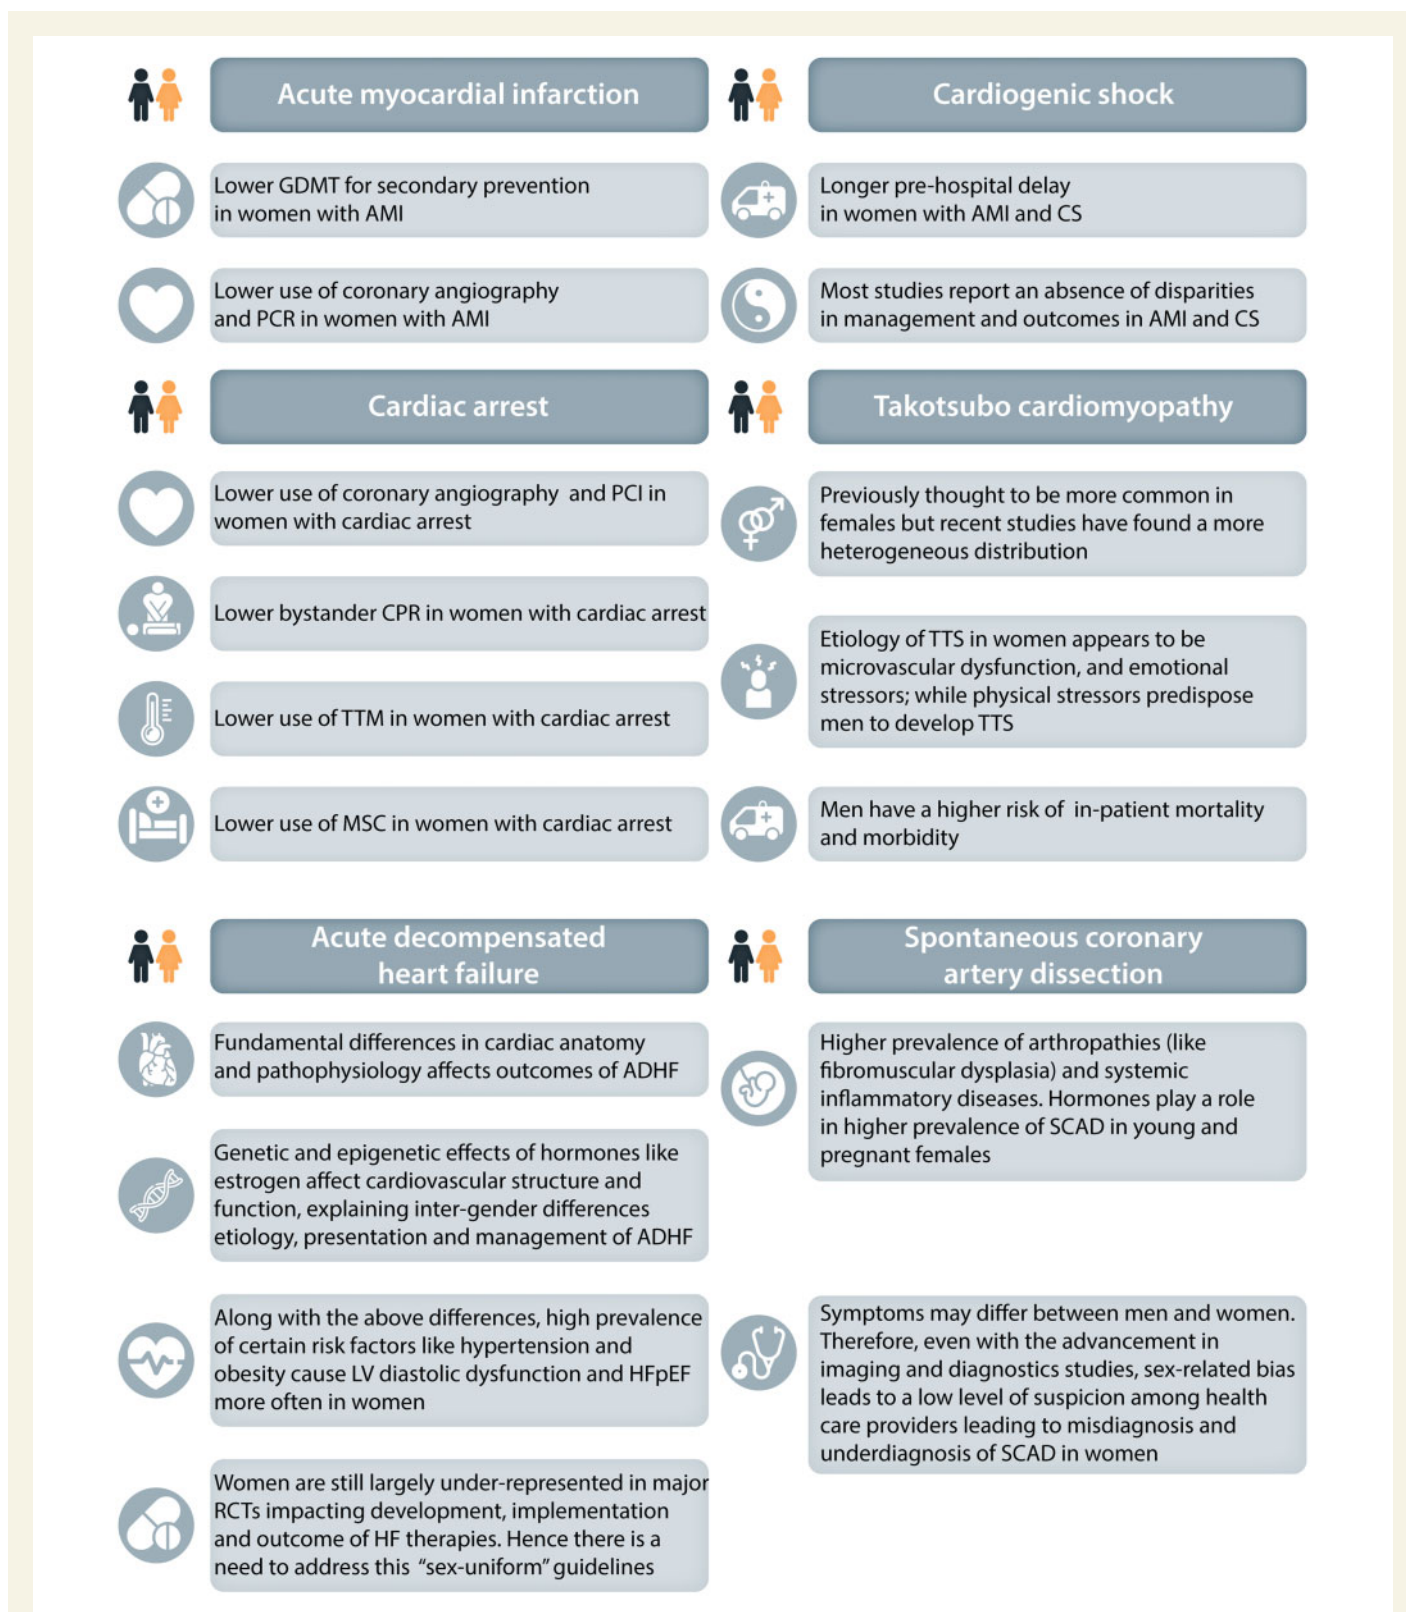 Acute myocardial infarction
Lower GDMT for secondary prevention
in women with AMI
Lower use of coronary angiography
and PCR in women with AMI
Cardiogenic shock
Longer pre-hospital delay
in women with AMI and CS
Most studies report an absence of disparities
in management and outcomes in AMI and CS
Cardiac arrest
Lower use of coronary angiography and PCI in
women with cardiac arrest
Lower bystander CPR in women with cardiac arrest
Lower use of TTM in women with cardiac arrest
Lower use of MSC in women with cardiac arrest
Takotsubo cardiomyopathy
Previously thought to be more common in
females but recent studies have found a more
heterogeneous distribution
Etiology of TTS in women appears to be
microvascular dysfunction, and emotional
stressors; while physical stressors predispose
men to develop TTS
Men have a higher risk of in-patient mortality
and morbidity
Acute decompensated
heart failure
Fundamental differences in cardiac anatomy
and pathophysiology affects outcomes of ADHF
Genetic and epigenetic effects of hormones like
estrogen affect cardiovascular structure and
function, explaining inter-gender differences
etiology, presentation and management of ADHF
Along with the above differences, high prevalence
of certain risk factors like hypertension and
obesity cause LV diastolic dysfunction and HFpEF
more often in women
Women are still largely under-represented in major
RCTs impacting development, implementation
and outcome of HF therapies. Hence there is a
need to address this "sex-uniform" guidelines
Spontaneous coronary
artery dissection
Higher prevalence of arthropathies (like
fibromuscular dysplasia) and systemic
inflammatory diseases. Hormones play a role
in higher prevalence of SCAD in young and
pregnant females
Symptoms may differ between men and women.
Therefore, even with the advancement in
imaging and diagnostics studies, sex-related bias
leads to a low level of suspicion among health
care providers leading to misdiagnosis and
underdiagnosis of SCAD in women